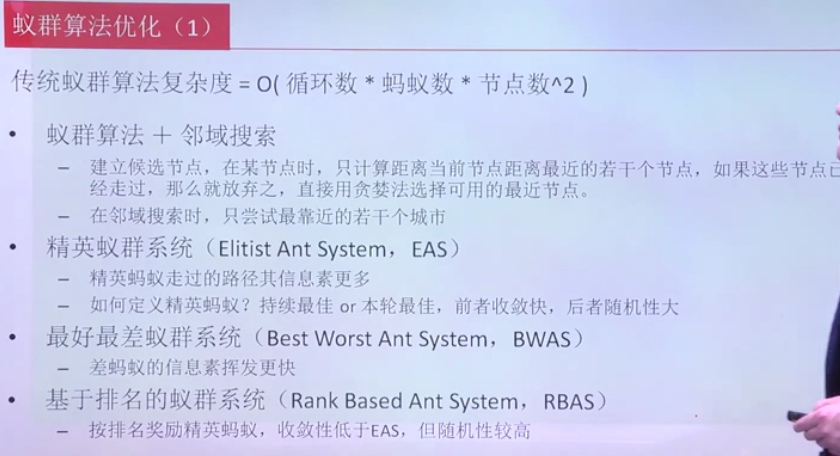 蚁群算法优化（1）
传统蚁群算法复杂度 = O( 循环数 * 蚂蚁数 * 节点数^2 )
• 蚁群算法 ＋ 邻域搜索
– 建立候选节点，在某节点时，只计算距离当前节点距离最近的若干个节点，如果这些节点已
经走过，那么就放弃之，直接用贪婪法选择可用的最近节点。
– 在邻域搜索时，只尝试最靠近的若干个城市
• 精英蚁群系统（Elitist Ant System，EAS）
– 精英蚂蚁走过的路径其信息素更多
– 如何定义精英蚂蚁？持续最佳 or 本轮最佳，前者收敛快，后者随机性大
• 最好最差蚁群系统（Best Worst Ant System，BWAS）
– 差蚂蚁的信息素挥发更快
• 基于排名的蚁群系统（Rank Based Ant System，RBAS）
– 按排名奖励精英蚂蚁，收敛性低于EAS，但随机性较高